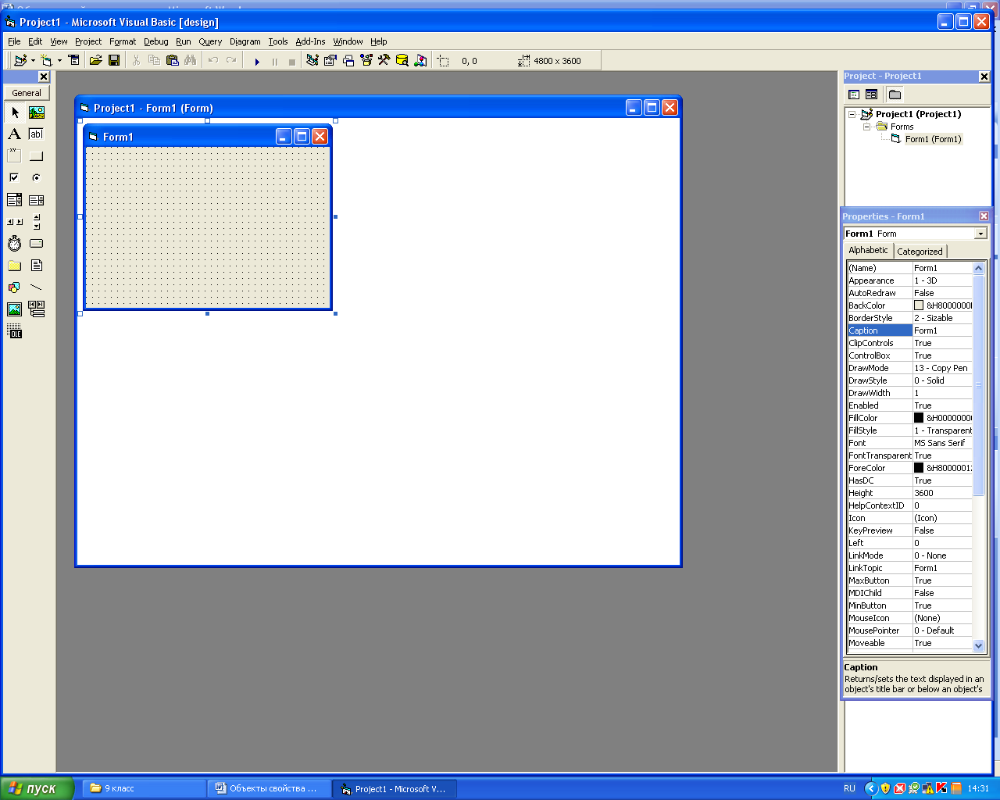 Project1 - Microsoft Visual Basic [design]
File Edit View Project Format Debug Run Query Diagram Tools Add-Ins Window Help
0, 0 4800 x 3600
General
A ab|
XY
OLE
Project1 - Form1 (Form)
Form1
Project - Project1
Project1 (Project1)
Forms
Form1 (Form1)
Properties - Form1
Form1 Form
Alphabetic Categorized
(Name) Form1
Appearance 1 - 3D
AutoRedraw False
BackColor &H8000000
BorderStyle 2 - Sizable
Caption Form1
ClipControls True
ControlBox True
DrawMode 13 - Copy Pen
DrawStyle 0 - Solid
DrawWidth 1
Enabled True
FillColor &H0000000
FillStyle 1 - Transparent
Font MS Sans Serif
FontTransparent True
ForeColor &H8000001
HasDC True
Height 3600
HelpContextID 0
Icon (Icon)
KeyPreview False
Left 0
LinkMode 0 - None
LinkTopic Form1
MaxButton True
MDIChild False
MinButton True
MouseIcon (None)
MousePointer 0 - Default
Moveable True
Caption
Returns/sets the text displayed in an
object's title bar or below an object's
пуск 9 класс Объекты свойства ... Project1 - Microsoft V... RU 14:31